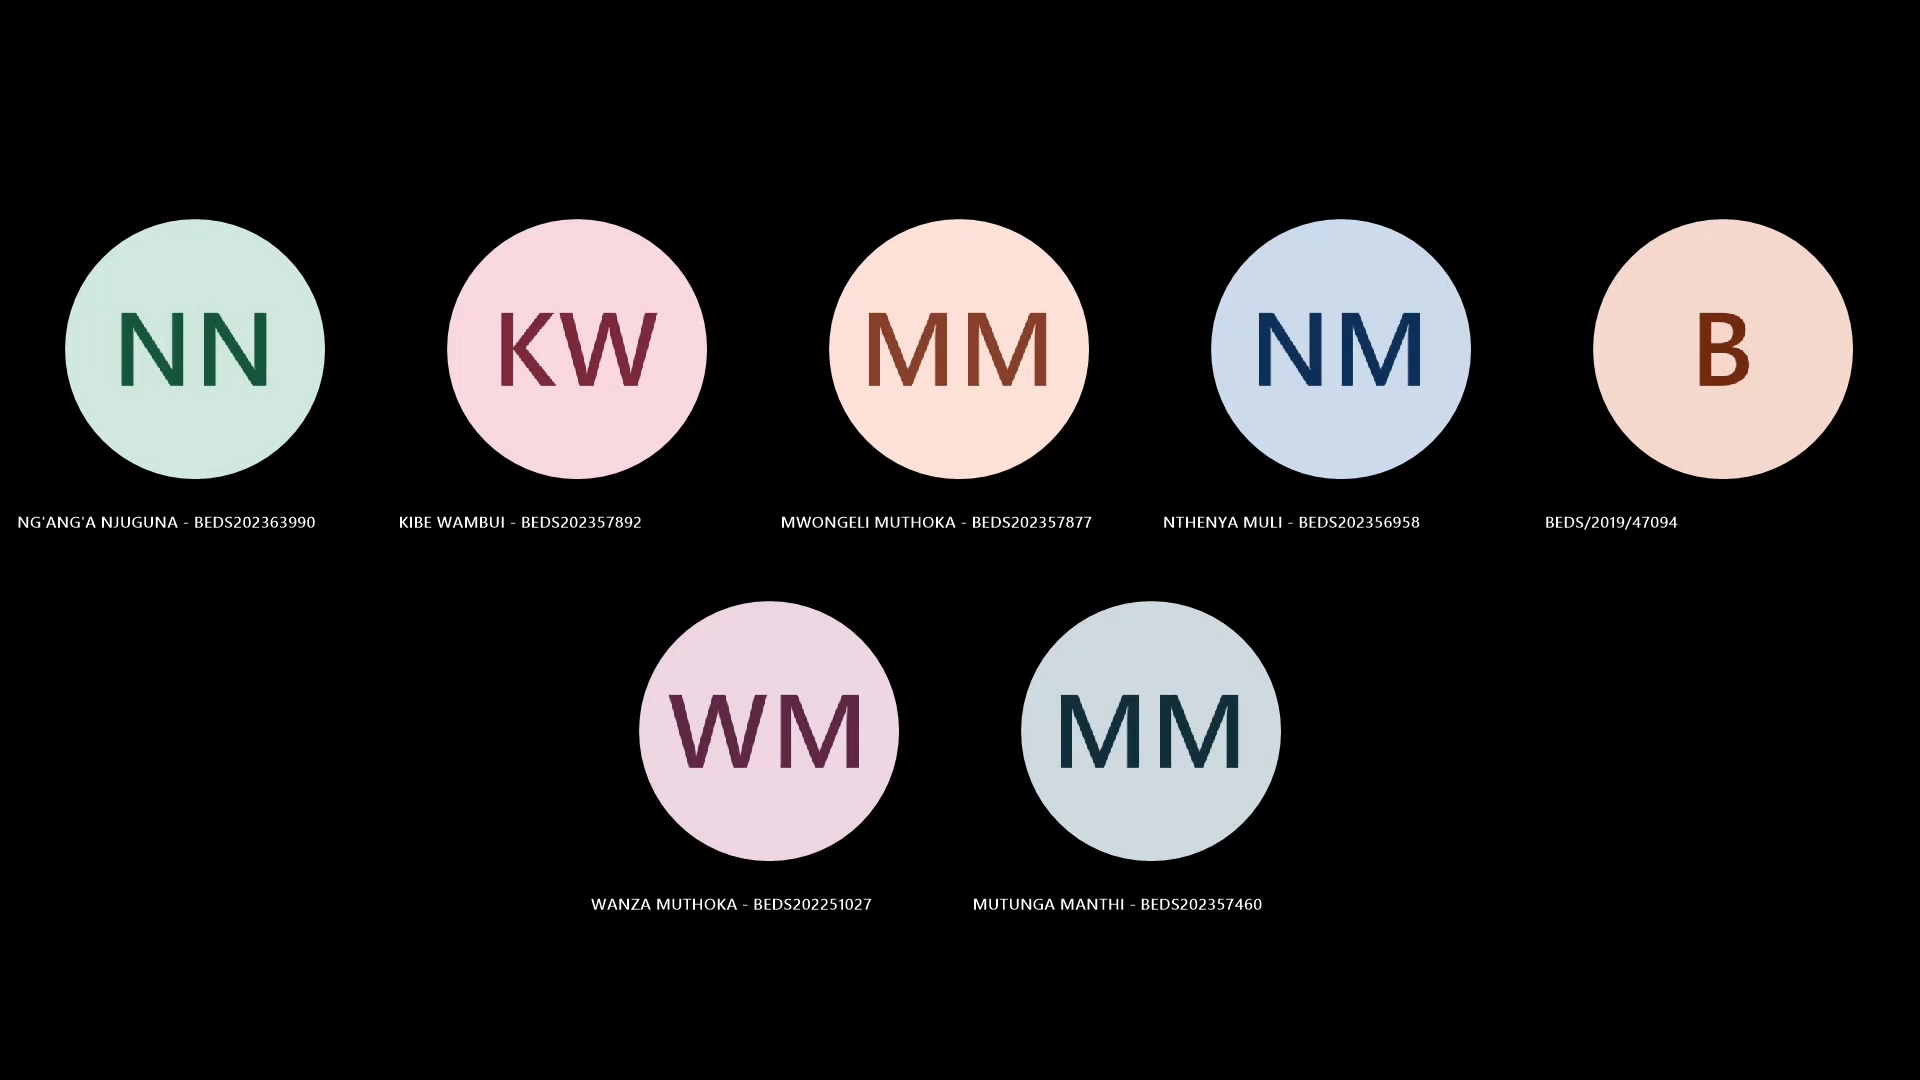 NN
KW
MM
NM
B
NG'ANG'A NJUGUNA - BEDS202363990
KIBE WAMBUI - BEDS202357892
MWONGELI MUTHOKA - BEDS202357877
NTHENYA MULI - BEDS202356958
BEDS/2019/47094
WM
MM
WANZA MUTHOKA - BEDS202251027
MUTUNGA MANTHI - BEDS202357460